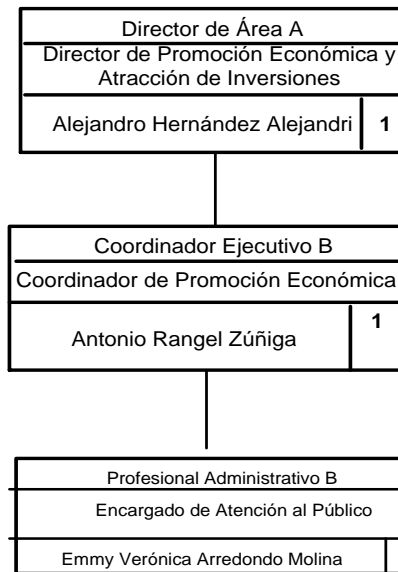 Director de Área A
Director de Promoción Económica y
Atracción de Inversiones
Alejandro Hernández Alejandri 1
Coordinador Ejecutivo B
Coordinador de Promoción Económica
Antonio Rangel Zúñiga 1
Profesional Administrativo B
Encargado de Atención al Público
Emmy Verónica Arredondo Molina